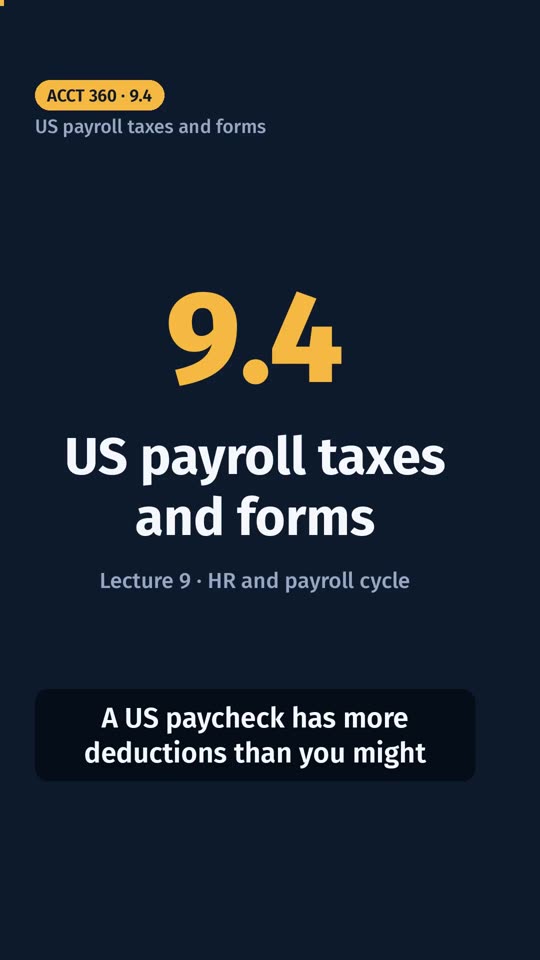 ACCT 360 · 9.4
US payroll taxes and forms
9.4
US payroll taxes
and forms
Lecture 9 · HR and payroll cycle
A US paycheck has more
deductions than you might